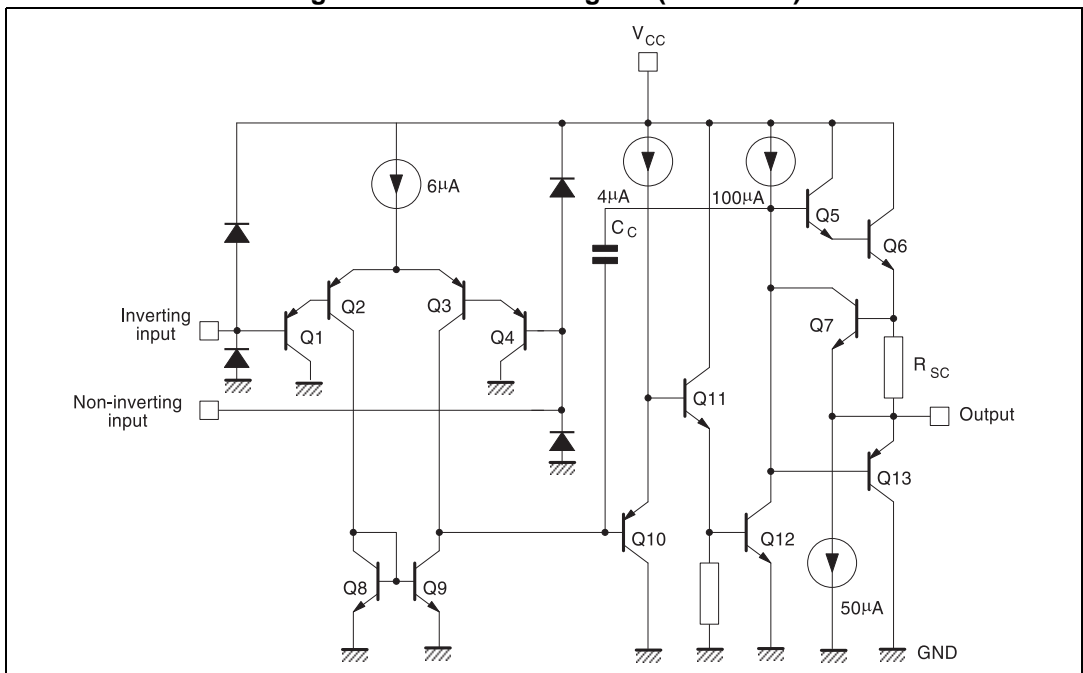 V_CC
6µA
4µA
100µA
C_C
Q5
Q6
Q2
Q3
Inverting
input
Q1
Q4
Q7
R_SC
Non-inverting
input
Q11
Output
Q13
Q10
Q12
Q8
Q9
50µA
GND